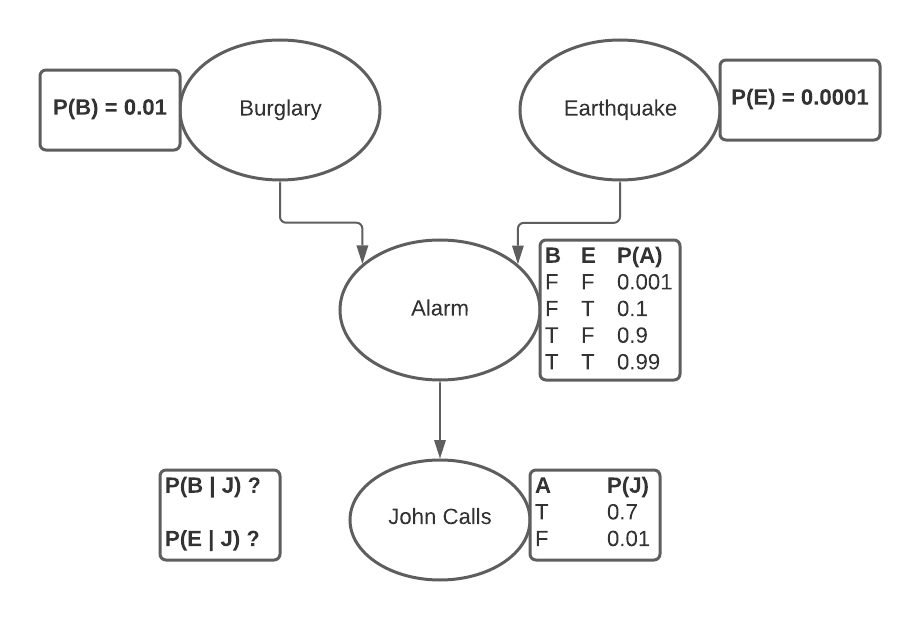 P(B) = 0.01
Burglary
Earthquake
P(E) = 0.0001
Alarm
B E P(A)
F F 0.001
F T 0.1
T F 0.9
T T 0.99
P(B | J) ?
P(E | J) ?
John Calls
A P(J)
T 0.7
F 0.01